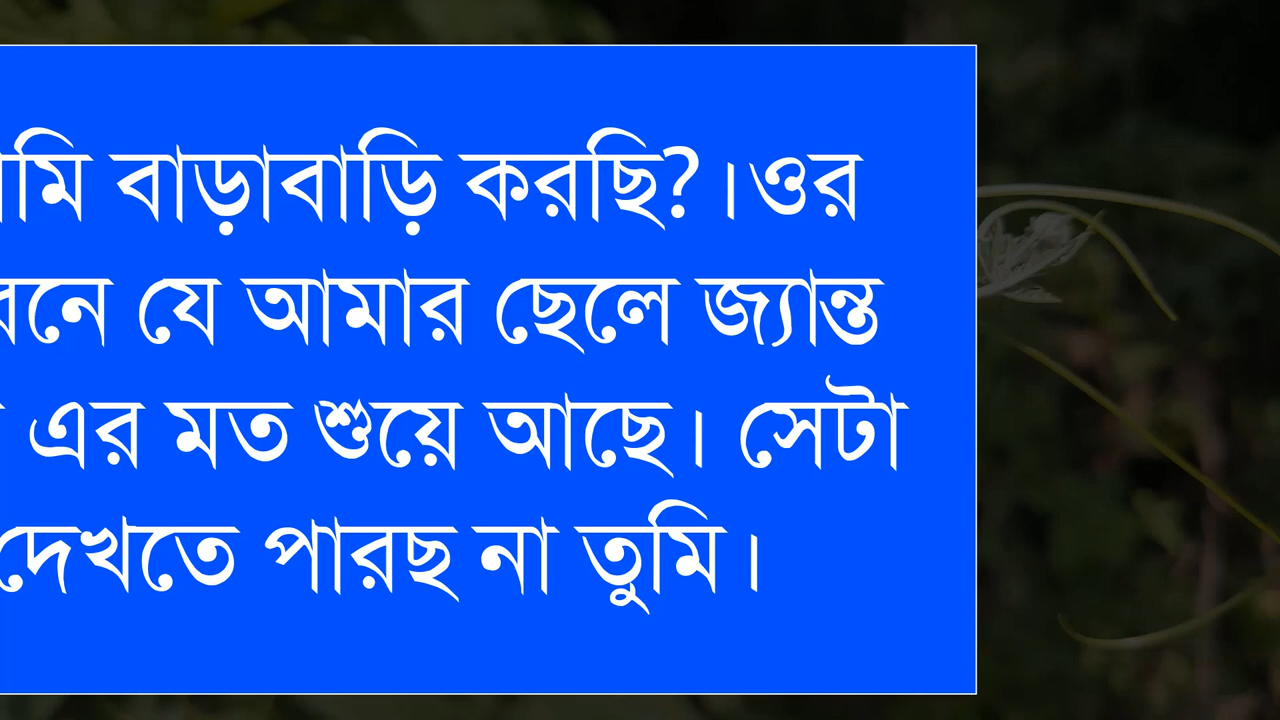 বাড়াবাড়ি করছি?।ওর
যে আমার ছেলে জ্যান্ত
এর মত শুয়ে আছে। সেটা
দেখতে পারছ না তুমি।